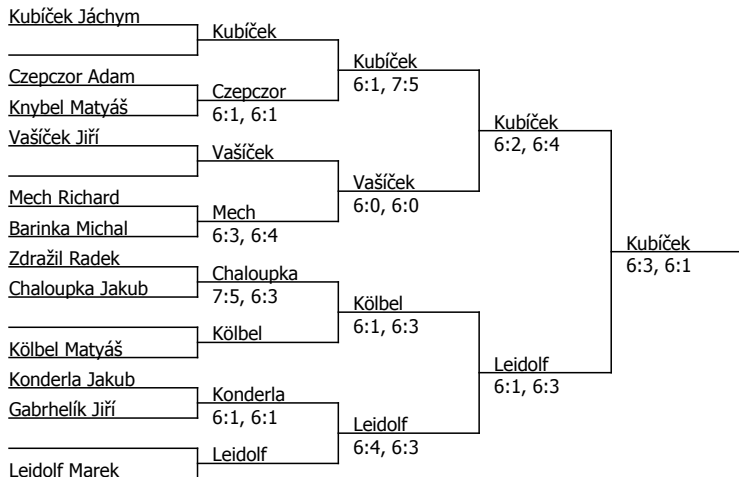 Kubíček Jáchym
Czepczor Adam
Knybel Matyáš
Vašíček Jiří
Mech Richard
Barinka Michal
Zdražil Radek
Chaloupka Jakub
Kölbel Matyáš
Konderla Jakub
Gabrhelík Jiří
Leidolf Marek
Kubíček
Czepczor
6:1, 6:1
Vašíček
Mech
6:3, 6:4
Chaloupka
7:5, 6:3
Kölbel
Konderla
6:1, 6:1
Leidolf
Kubíček
6:1, 7:5
Vašíček
6:0, 6:0
Kölbel
6:1, 6:3
Leidolf
6:4, 6:3
Kubíček
6:2, 6:4
Leidolf
6:1, 6:3
Kubíček
6:3, 6:1